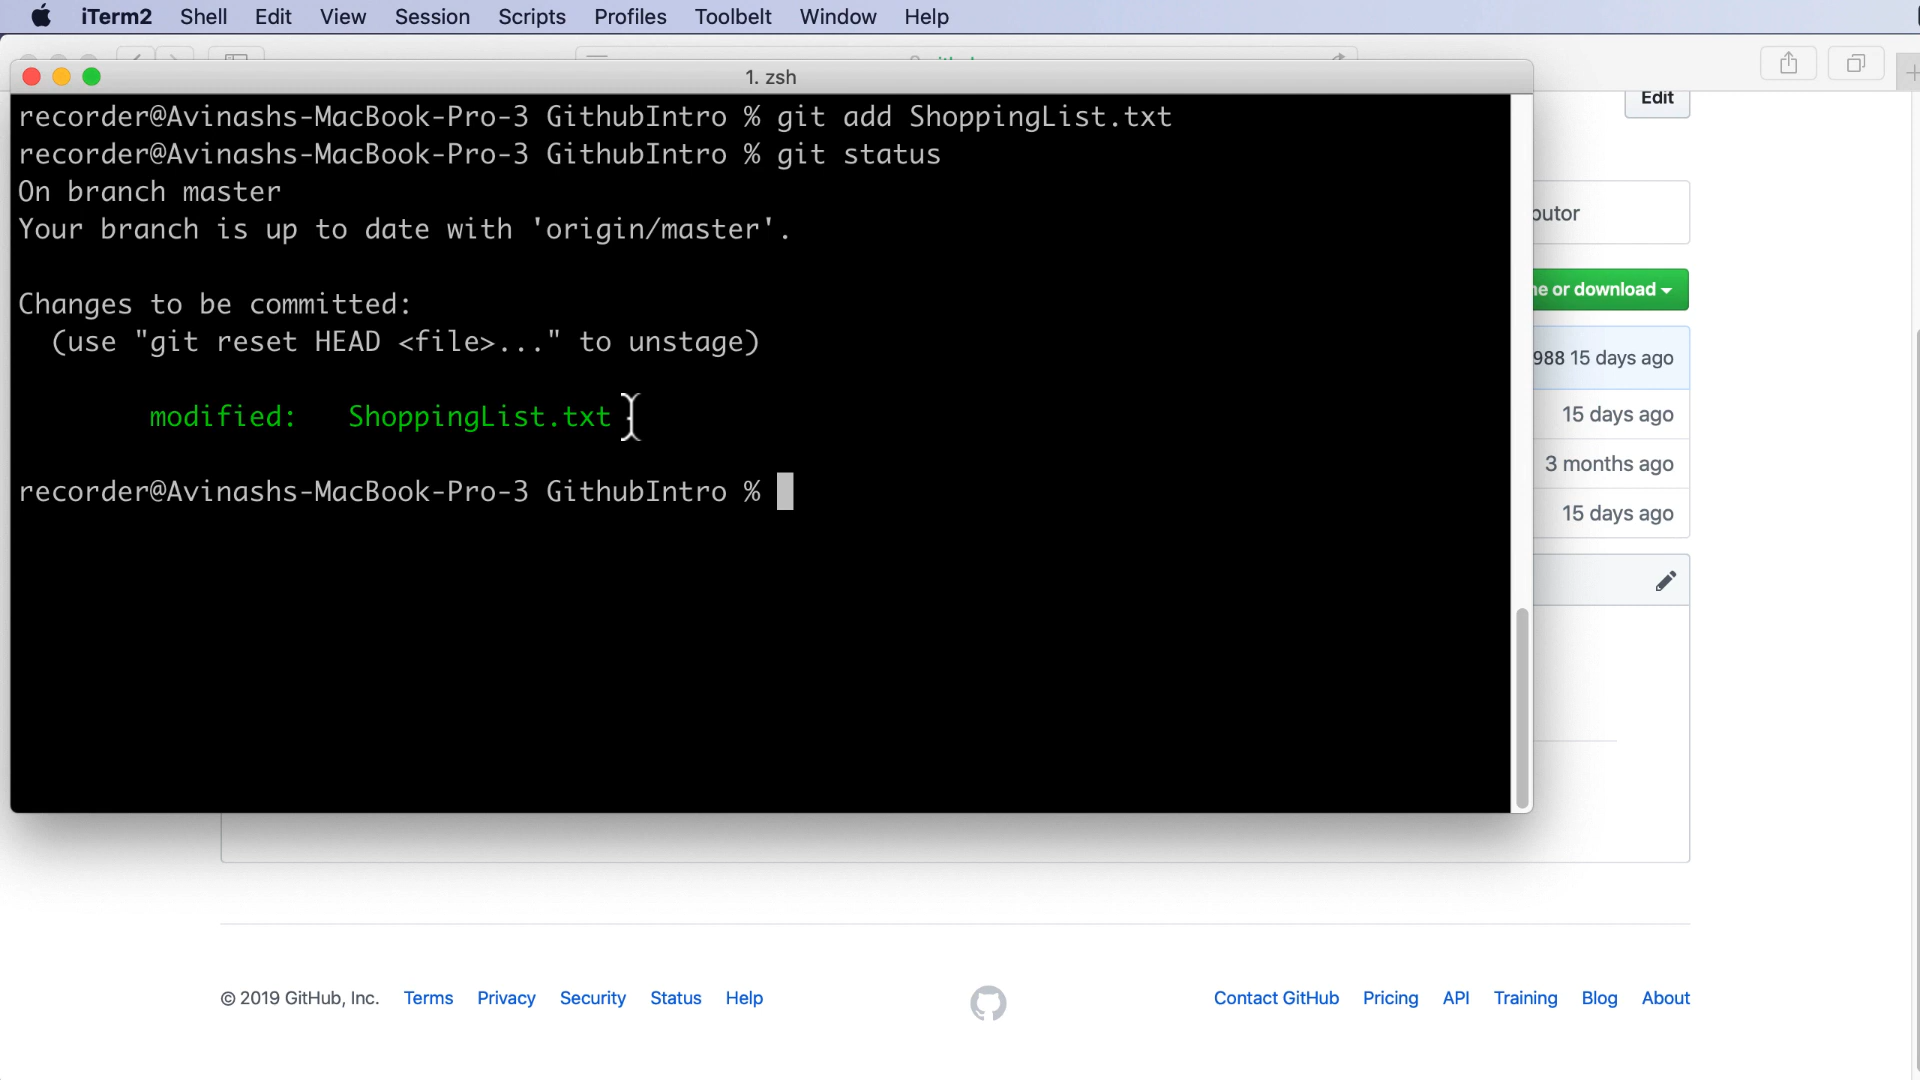 iTerm2 Shell Edit View Session Scripts Profiles Toolbelt Window Help
1. zsh
recorder@Avinashs-MacBook-Pro-3 GithubIntro % git add ShoppingList.txt
recorder@Avinashs-MacBook-Pro-3 GithubIntro % git status
On branch master
Your branch is up to date with 'origin/master'.
Changes to be committed:
(use "git reset HEAD <file>..." to unstage)
modified: ShoppingList.txt
recorder@Avinashs-MacBook-Pro-3 GithubIntro %
Edit
butor
ne or download
988 15 days ago
15 days ago
3 months ago
15 days ago
© 2019 GitHub, Inc. Terms Privacy Security Status Help Contact GitHub Pricing API Training Blog About